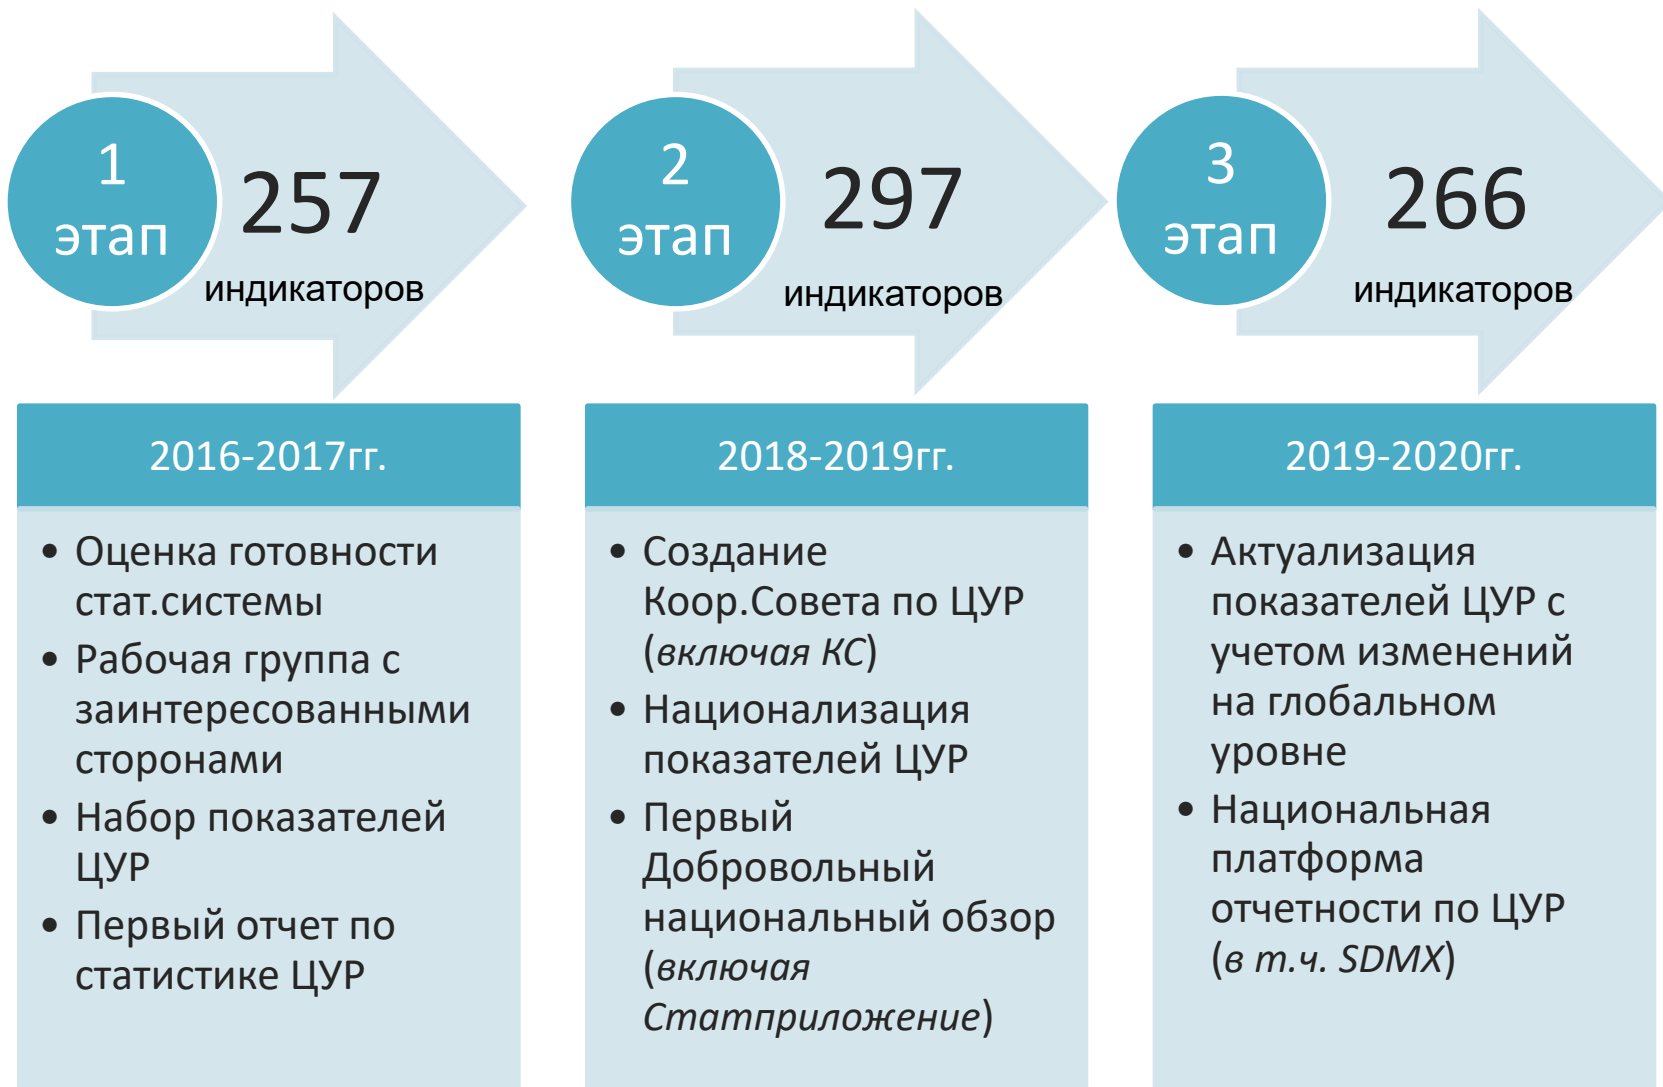 1
этап
257
индикаторов
2
этап
297
индикаторов
3
этап
266
индикаторов
2016-2017гг.
• Оценка готовности
стат.системы
• Рабочая группа с
заинтересованными
сторонами
• Набор показателей
ЦУР
• Первый отчет по
статистике ЦУР
2018-2019гг.
• Создание
Коор.Совета по ЦУР
(включая КС)
• Национализация
показателей ЦУР
• Первый
Добровольный
национальный обзор
(включая
Статприложение)
2019-2020гг.
• Актуализация
показателей ЦУР с
учетом изменений
на глобальном
уровне
• Национальная
платформа
отчетности по ЦУР
(в т.ч. SDMX)